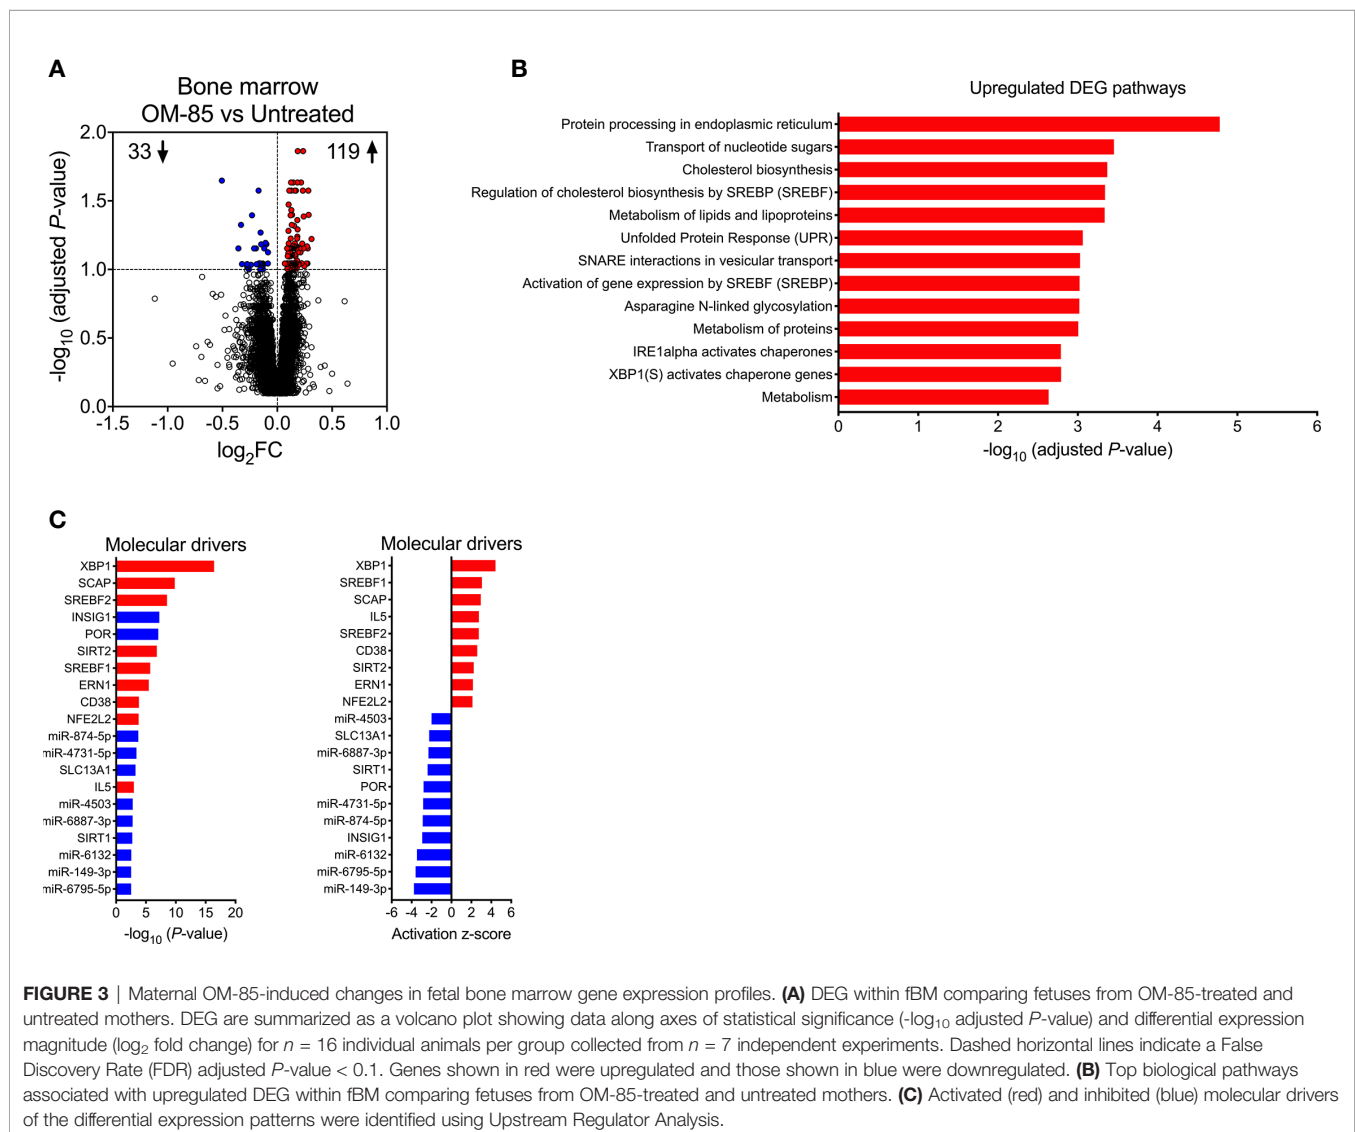 A
Bone marrow
OM-85 vs Untreated
33 ↓
119 ↑
2.0
1.5
1.0
0.5
0.0
-log10 (adjusted P-value)
-1.5 -1.0 -0.5 0.0 0.5 1.0
log2FC
B
Upregulated DEG pathways
Protein processing in endoplasmic reticulum
Transport of nucleotide sugars
Cholesterol biosynthesis
Regulation of cholesterol biosynthesis by SREBP (SREBF)
Metabolism of lipids and lipoproteins
Unfolded Protein Response (UPR)
SNARE interactions in vesicular transport
Activation of gene expression by SREBF (SREBP)
Asparagine N-linked glycosylation
Metabolism of proteins
IRE1alpha activates chaperones
XBP1(S) activates chaperone genes
Metabolism
0 1 2 3 4 5 6
-log10 (adjusted P-value)
C
Molecular drivers
XBP1
SCAP
SREBF2
INSIG1
POR
SIRT2
SREBF1
ERN1
CD38
NFE2L2
miR-874-5p
miR-4731-5p
SLC13A1
IL5
miR-4503
miR-6887-3p
SIRT1
miR-6132
miR-149-3p
miR-6795-5p
0 5 10 15 20
-log10 (P-value)
Molecular drivers
XBP1
SREBF1
SCAP
IL5
SREBF2
CD38
SIRT2
ERN1
NFE2L2
miR-4503
SLC13A1
miR-6887-3p
SIRT1
POR
miR-4731-5p
miR-874-5p
INSIG1
miR-6132
miR-6795-5p
miR-149-3p
-6 -4 -2 0 2 4 6
Activation z-score
FIGURE 3 | Maternal OM-85-induced changes in fetal bone marrow gene expression profiles. (A) DEG within fBM comparing fetuses from OM-85-treated and
untreated mothers. DEG are summarized as a volcano plot showing data along axes of statistical significance (-log10 adjusted P-value) and differential expression
magnitude (log2 fold change) for n = 16 individual animals per group collected from n = 7 independent experiments. Dashed horizontal lines indicate a False
Discovery Rate (FDR) adjusted P-value < 0.1. Genes shown in red were upregulated and those shown in blue were downregulated. (B) Top biological pathways
associated with upregulated DEG within fBM comparing fetuses from OM-85-treated and untreated mothers. (C) Activated (red) and inhibited (blue) molecular drivers
of the differential expression patterns were identified using Upstream Regulator Analysis.